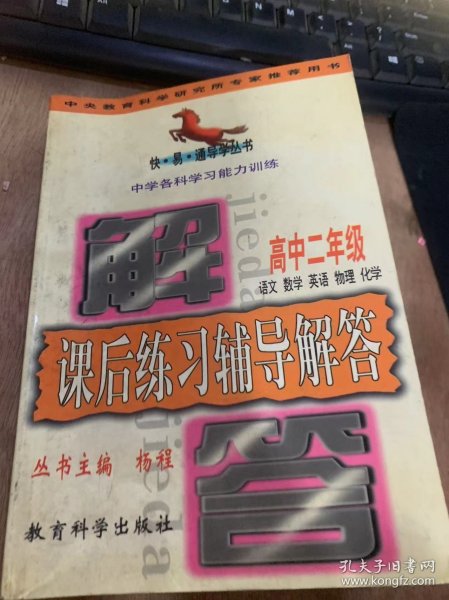 中央教育科学研究所专家推荐用书
快·易·通导学丛书
中学各科学习能力训练
解
jieda
高中二年级
语文 数学 英语 物理 化学
课后练习辅导解答
jieda
答
丛书主编 杨程
教育科学出版社
孔夫子旧书网
www.kongfz.com